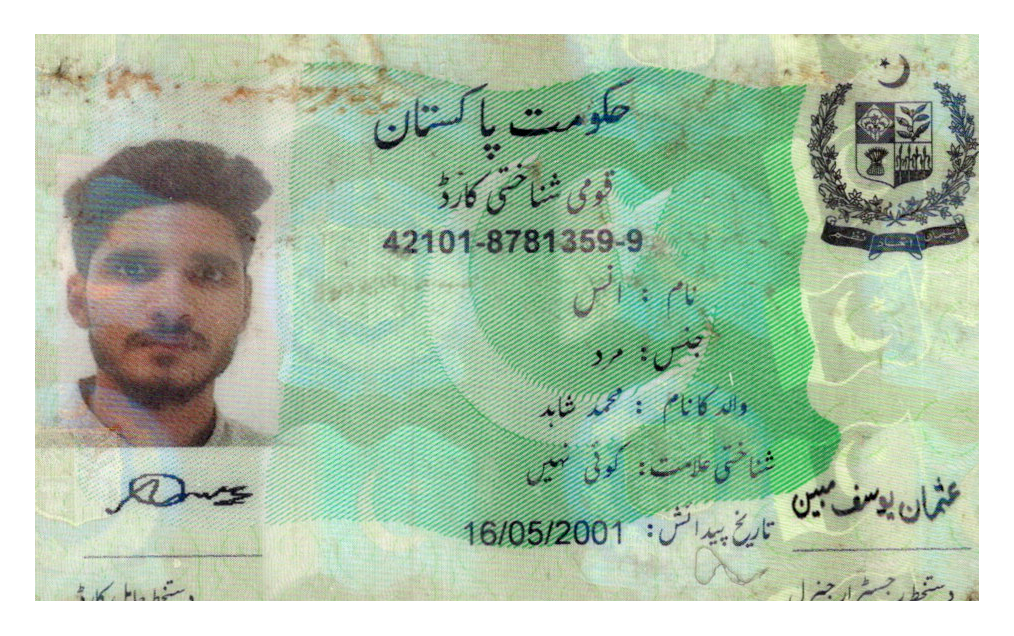 حکومت پاکستان
قومی شناختی کارڈ
42101-8781359-9
نام : انس
جنس: مرد
والد کا نام : محمد شاہد
شناختی علامت: کوئی نہیں
تاریخ پیدائش: 16/05/2001
عثمان یوسف مبین
دستخط رجسٹرار جنرل
دستخط حامل کارڈ